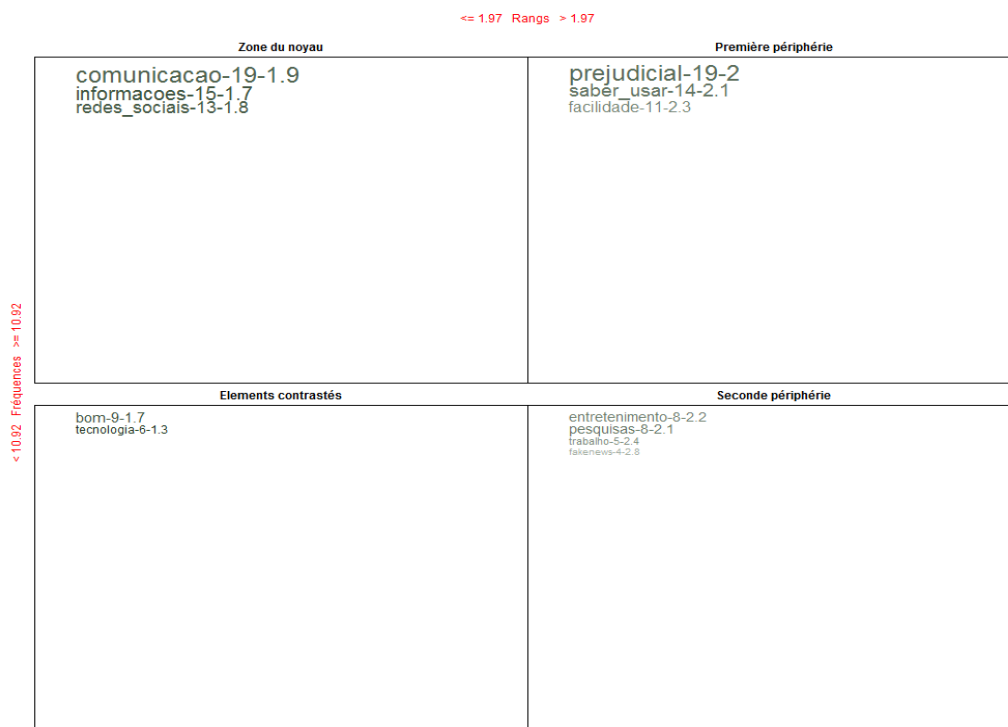 <= 1.97 Rangs > 1.97
Zone du noyau
Première périphérie
comunicacao-19-1.9
informacoes-15-1.7
redes_sociais-13-1.8
prejudicial-19-2
saber_usar-14-2.1
facilidade-11-2.3
< 10.92 Fréquences >= 10.92
Elements contrastés
Seconde périphérie
bom-9-1.7
tecnologia-6-1.3
entretenimento-8-2.2
pesquisas-8-2.1
trabalho-5-2.4
fakenews-4-2.8